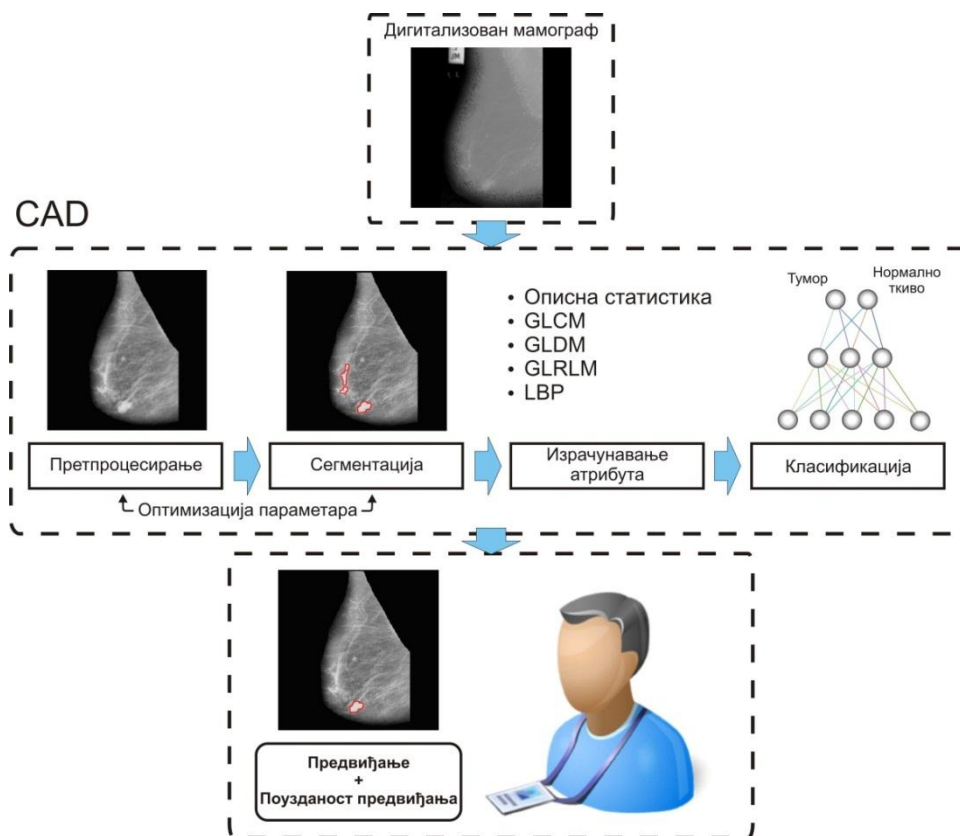 Дигитализован мамограф
CAD
• Описна статистика
• GLCM
• GLDM
• GLRLM
• LBP
Тумор
Нормално
ткиво
Претпроцесирање
Сегментација
Израчунавање
атрибута
Класификација
Оптимизација параметара
Предвиђање
+
Поузданост предвиђања